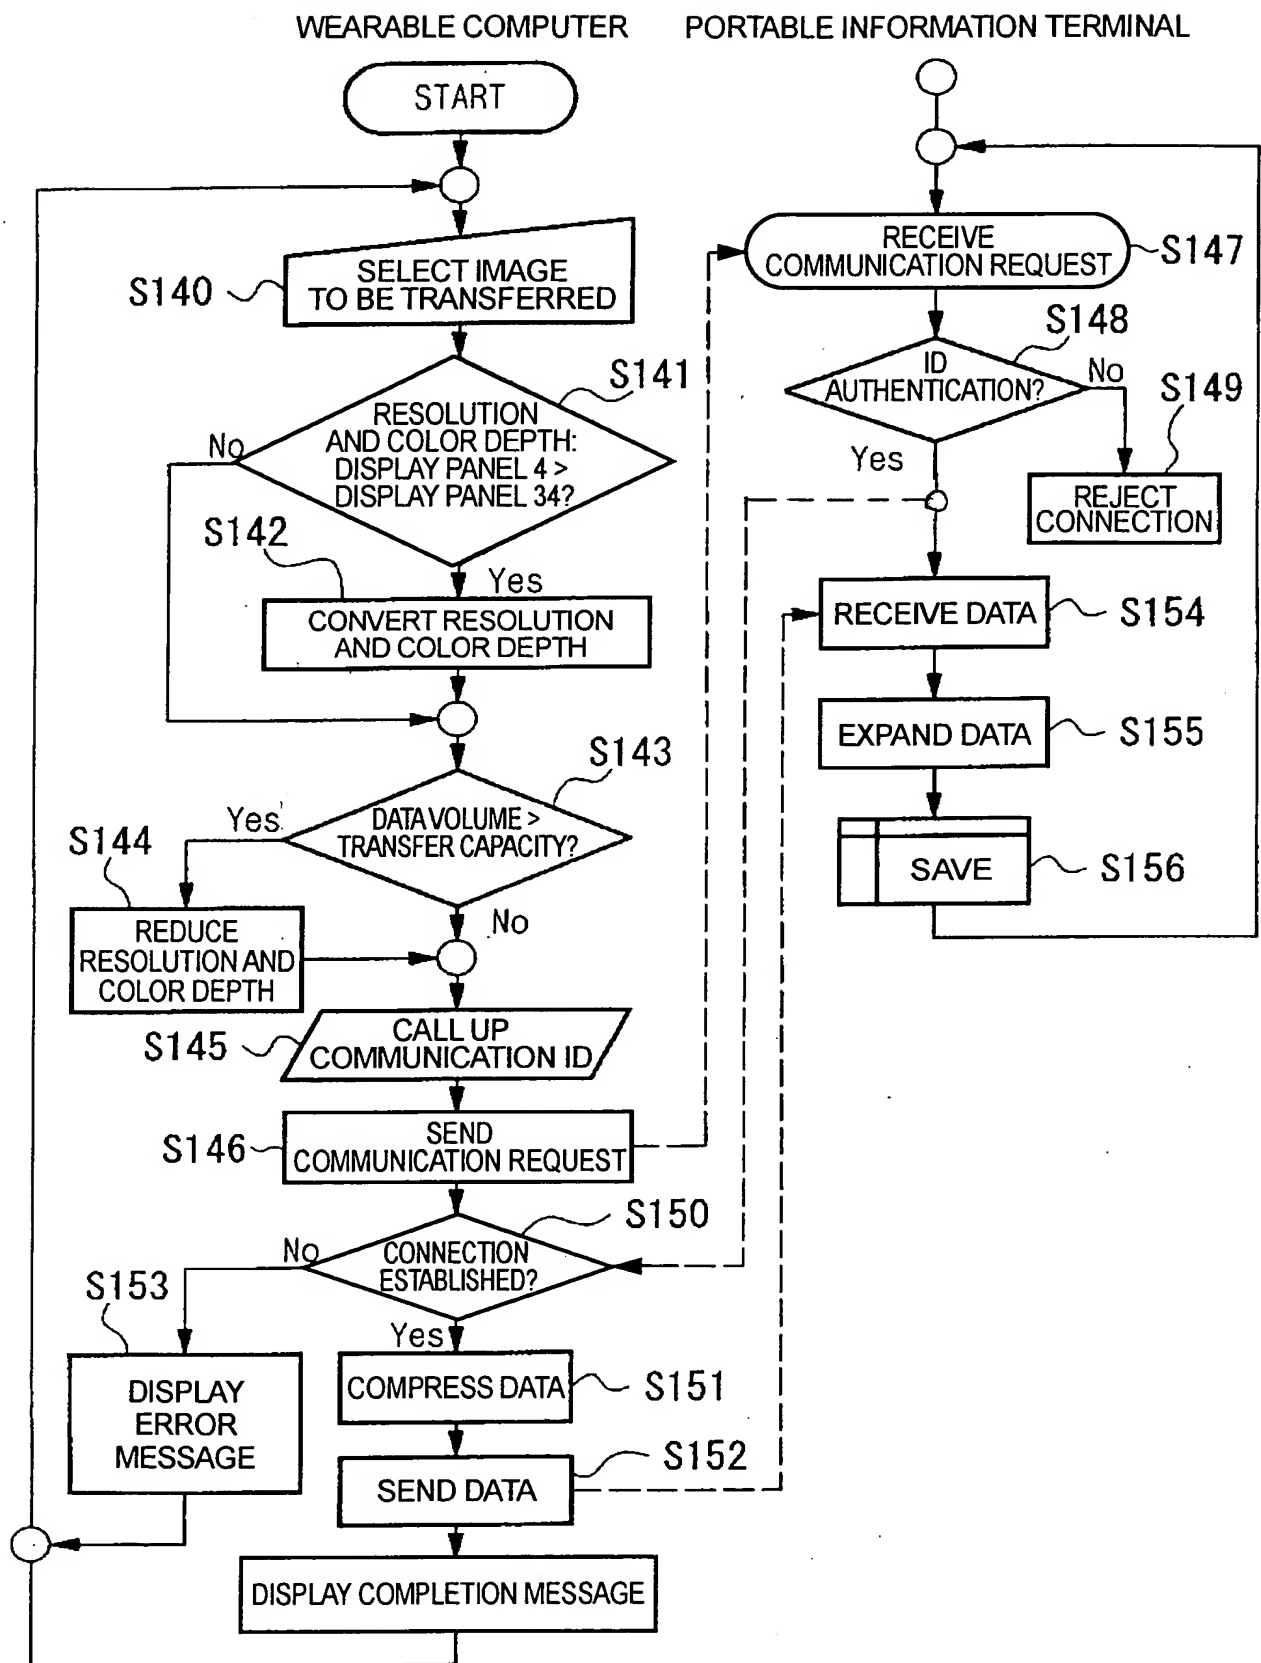 WEARABLE COMPUTER
START
S140
SELECT IMAGE
TO BE TRANSFERRED
S141
RESOLUTION
AND COLOR DEPTH:
DISPLAY PANEL 4 >
DISPLAY PANEL 34?
No
S142
Yes
CONVERT RESOLUTION
AND COLOR DEPTH
S143
DATA VOLUME >
TRANSFER CAPACITY?
Yes
S144
No
REDUCE
RESOLUTION AND
COLOR DEPTH
S145
CALL UP
COMMUNICATION ID
S146
SEND
COMMUNICATION REQUEST
S150
CONNECTION
ESTABLISHED?
No
S153
Yes
DISPLAY
ERROR
MESSAGE
COMPRESS DATA
S151
SEND DATA
S152
DISPLAY COMPLETION MESSAGE
PORTABLE INFORMATION TERMINAL
RECEIVE
COMMUNICATION REQUEST
S147
S148
ID
AUTHENTICATION?
No
S149
Yes
REJECT
CONNECTION
RECEIVE DATA
S154
EXPAND DATA
S155
SAVE
S156